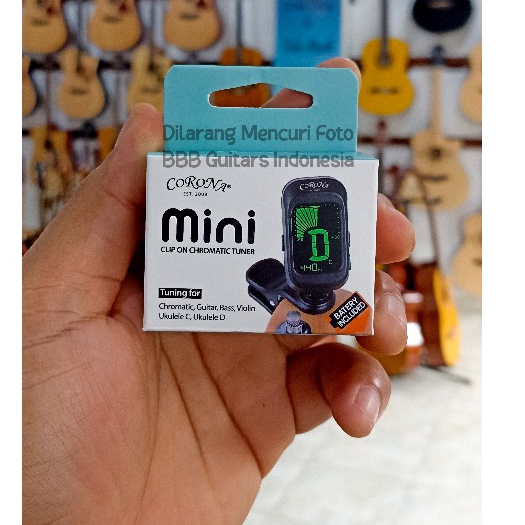 Dilarang Mencuri Foto
BBB Guitars Indonesia
CORONA®
EST. 2009
mini
CLIP ON CHROMATIC TUNER
Tuning for
Chromatic, Guitar, Bass, Violin
Ukulele C, Ukulele D
CORONA
D
440
BATERY
INCLUDED